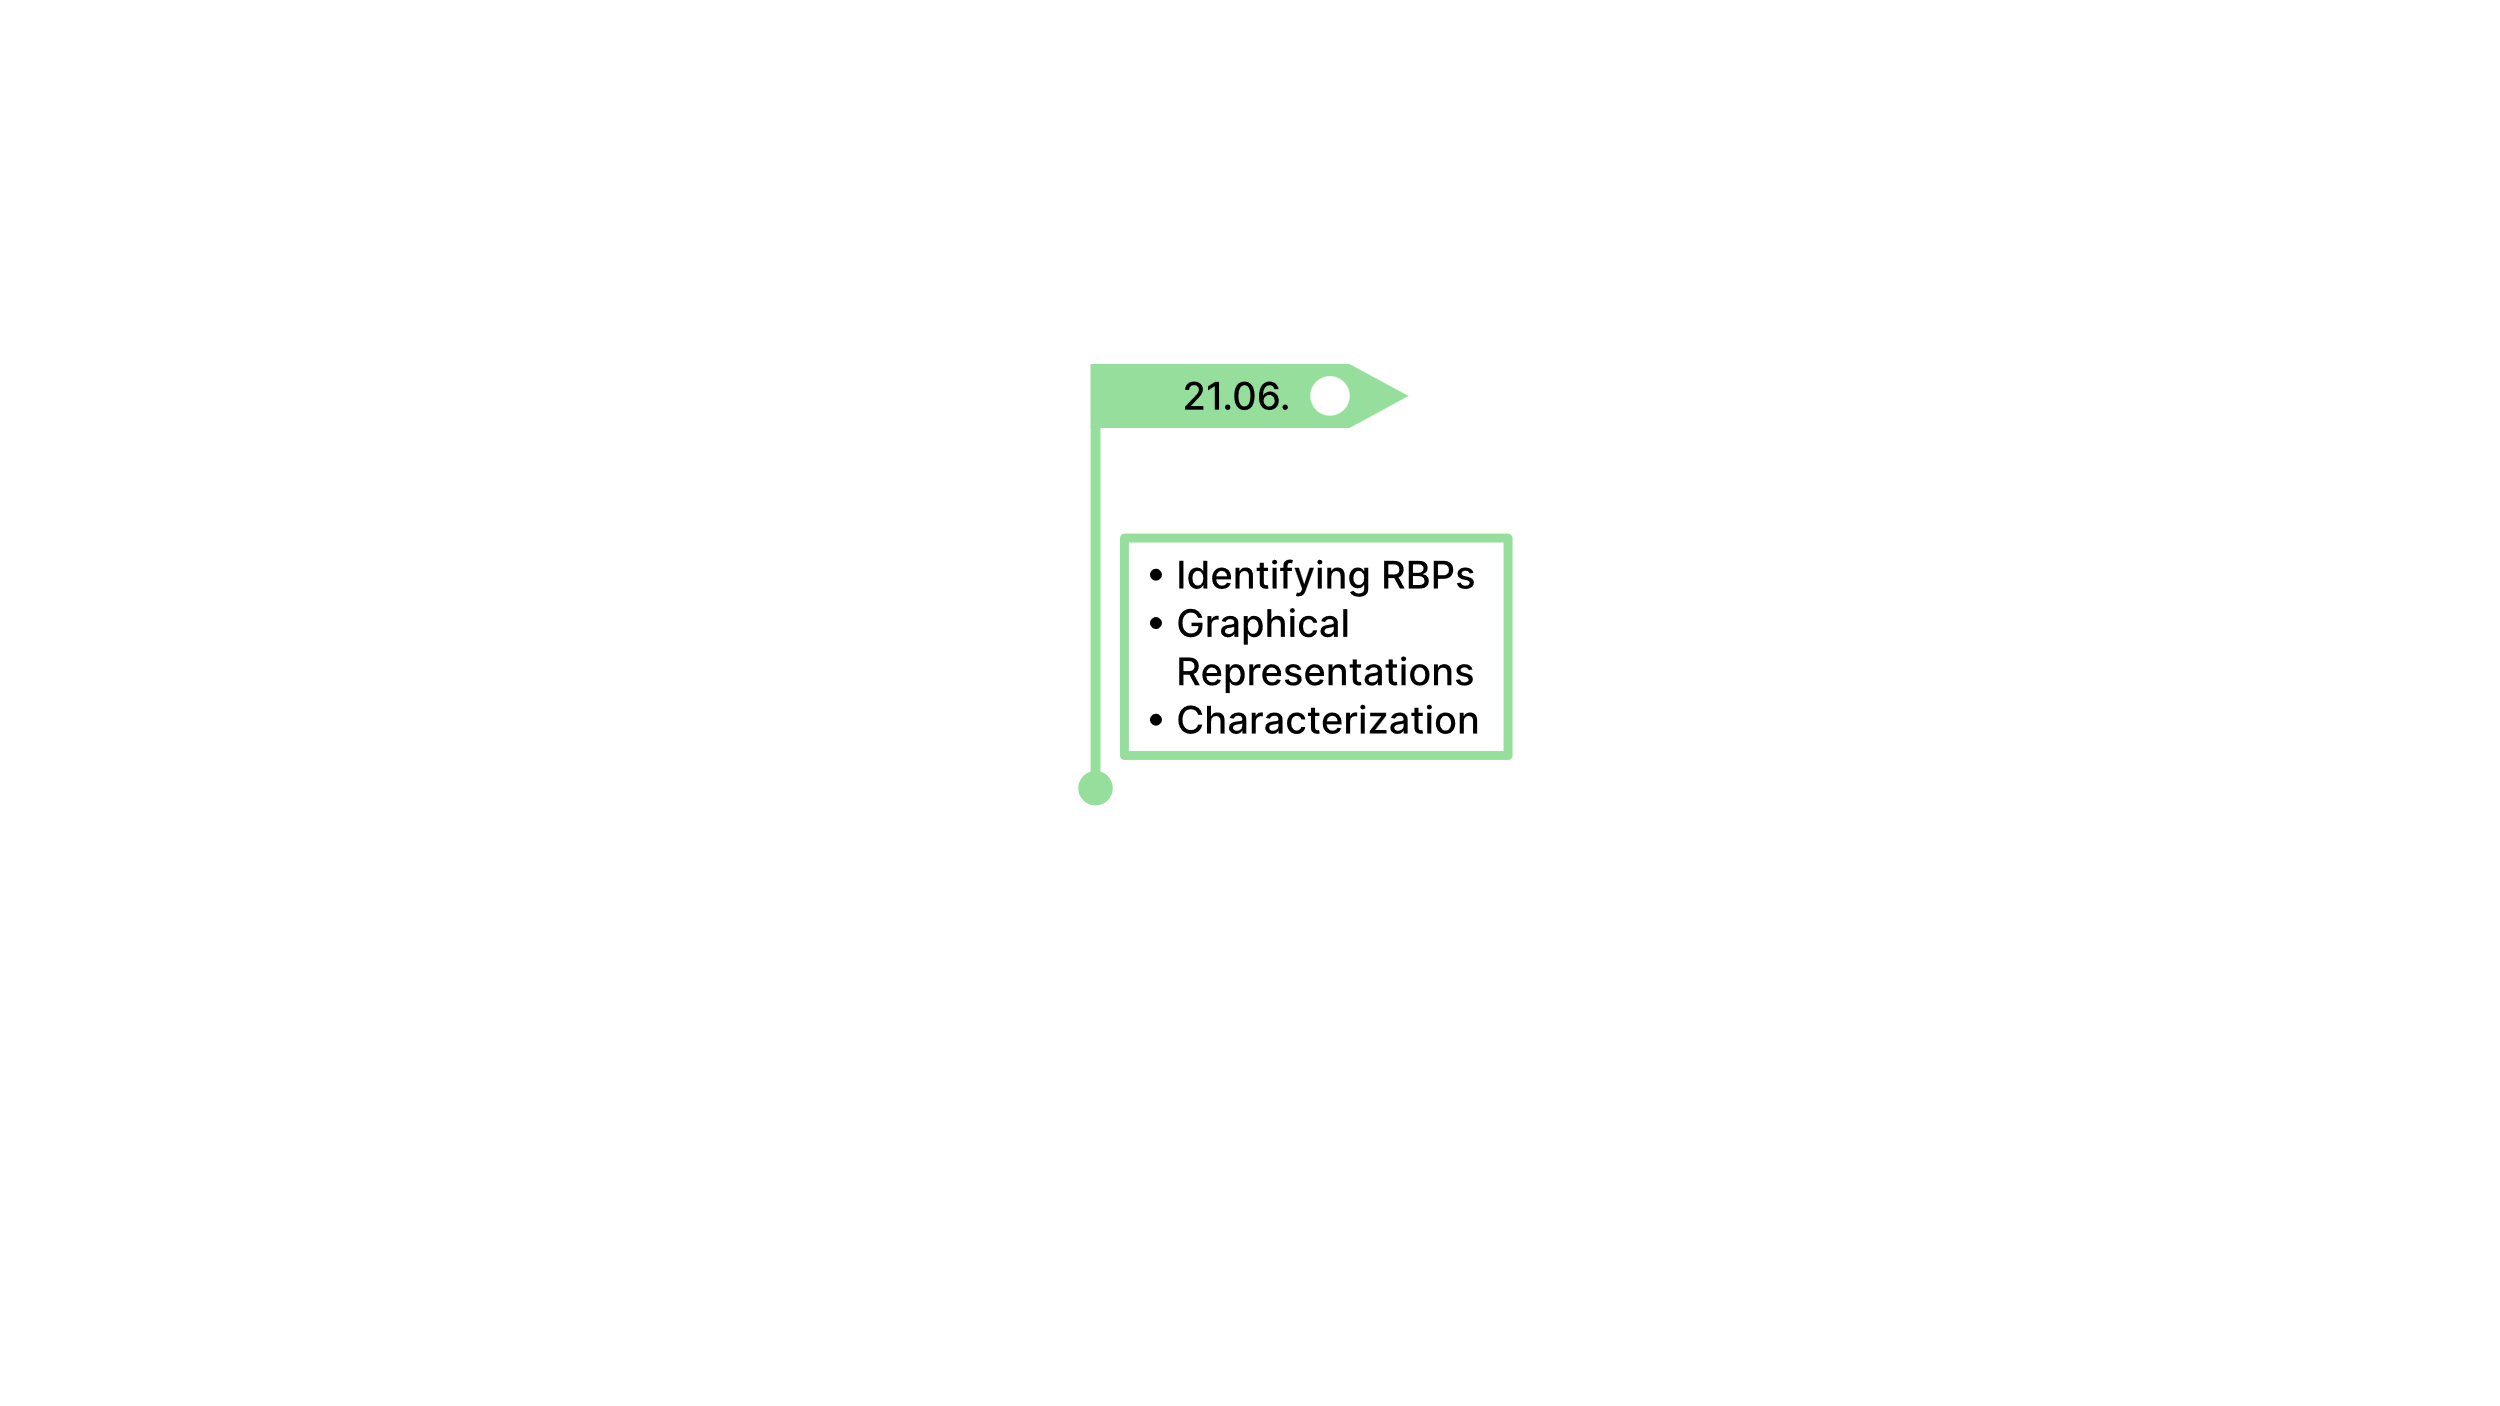 21.06.
• Identifying RBPs
• Graphical
Representations
• Characterization